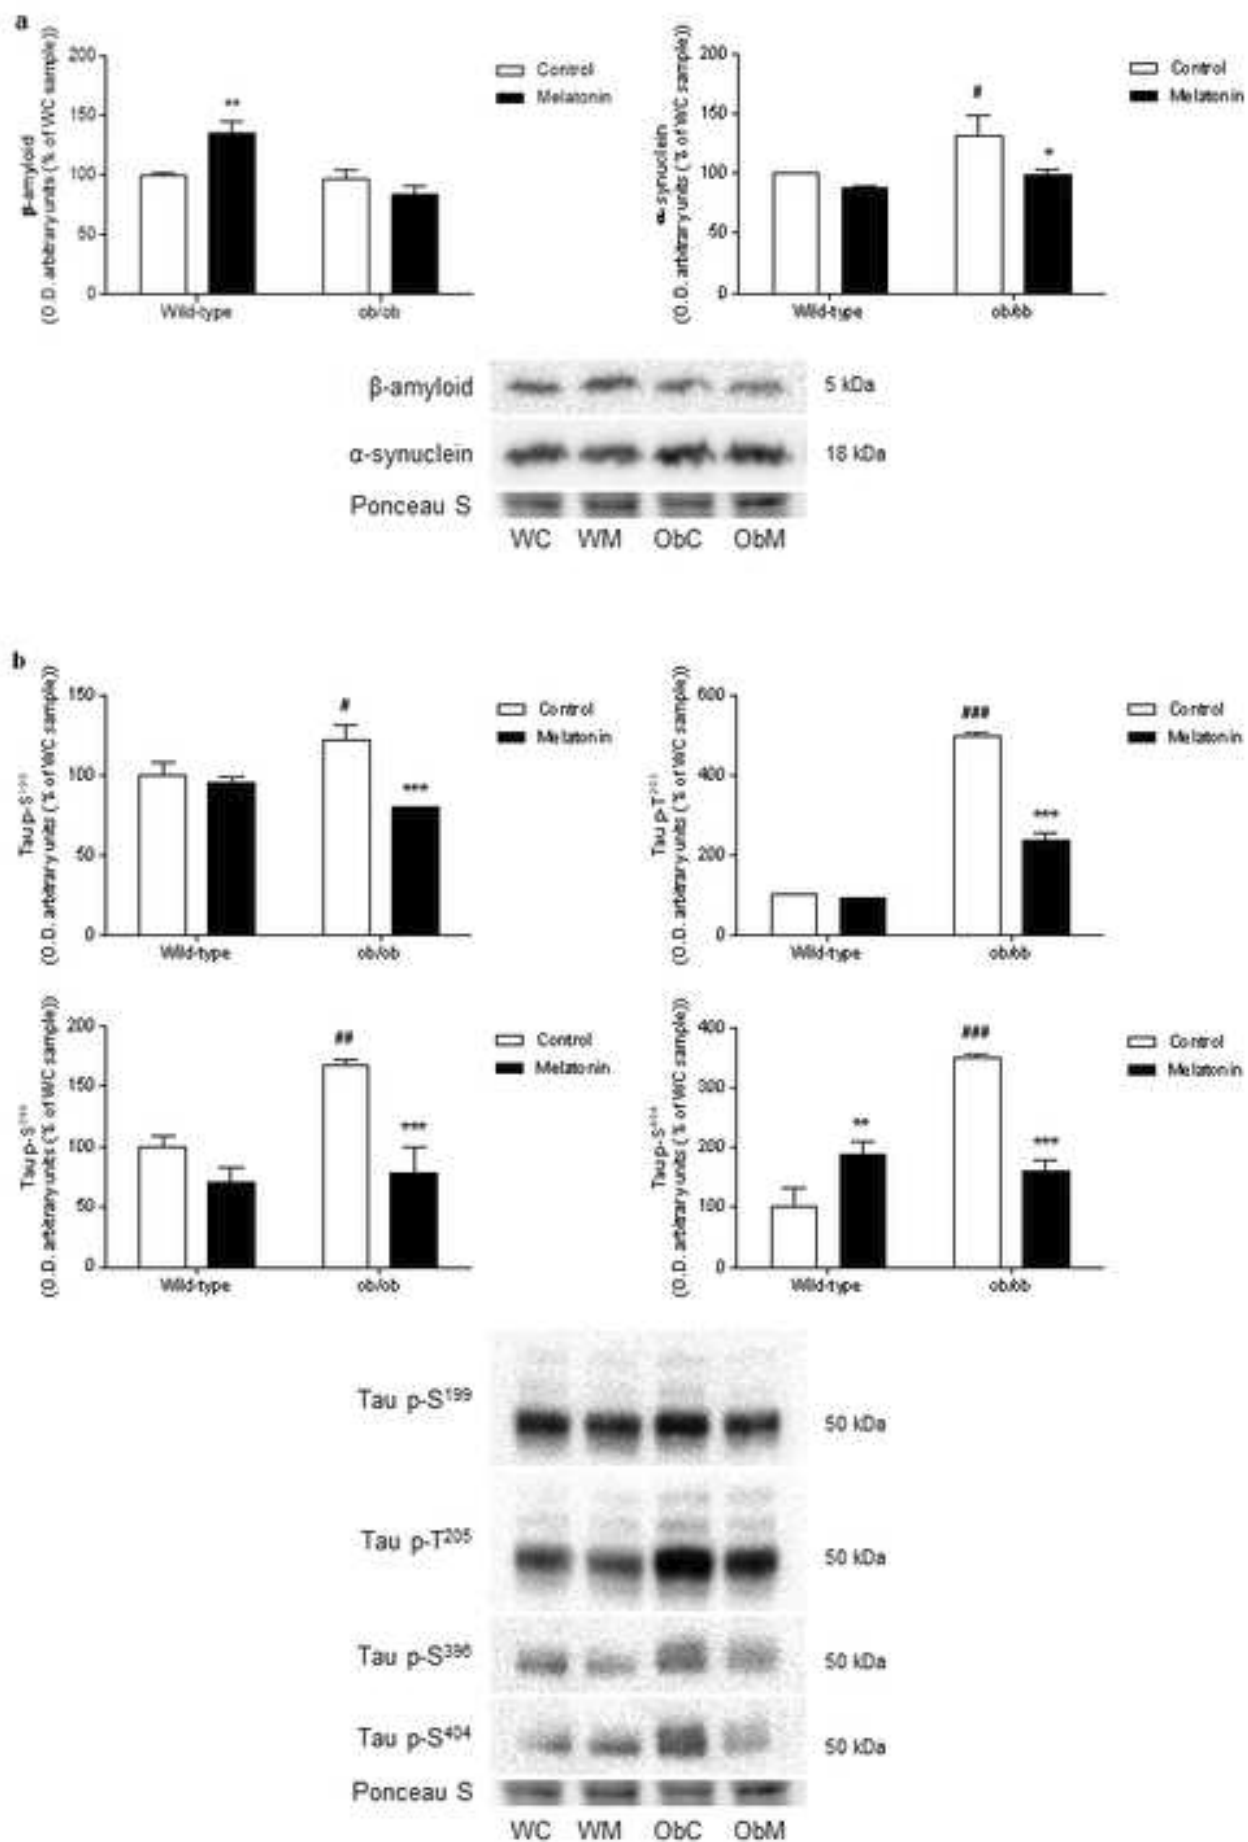 a
200
150
100
50
0
β-amyloid
(O.D. arbitrary units (% of WC sample))
**
Wild-type
ob/ob
Control
Melatonin
200
150
100
50
0
α-synuclein
(O.D. arbitrary units (% of WC sample))
#
*
Wild-type
ob/ob
Control
Melatonin
β-amyloid
5 kDa
α-synuclein
18 kDa
Ponceau S
WC WM ObC ObM
b
150
100
50
0
Tau p-S
(O.D. arbitrary units (% of WC sample))
#
***
Wild-type
ob/ob
Control
Melatonin
600
400
200
0
Tau p-T
(O.D. arbitrary units (% of WC sample))
###
***
Wild-type
ob/ob
Control
Melatonin
200
150
100
50
0
Tau p-S
(O.D. arbitrary units (% of WC sample))
##
***
Wild-type
ob/ob
Control
Melatonin
400
300
200
100
0
Tau p-S
(O.D. arbitrary units (% of WC sample))
**
###
***
Wild-type
ob/ob
Control
Melatonin
Tau p-S199
50 kDa
Tau p-T205
50 kDa
Tau p-S396
50 kDa
Tau p-S404
50 kDa
Ponceau S
WC WM ObC ObM